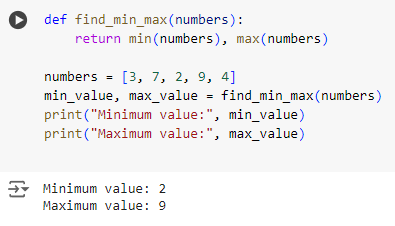 def find_min_max(numbers):
    return min(numbers), max(numbers)

numbers = [3, 7, 2, 9, 4]
min_value, max_value = find_min_max(numbers)
print("Minimum value:", min_value)
print("Maximum value:", max_value)

Minimum value: 2
Maximum value: 9